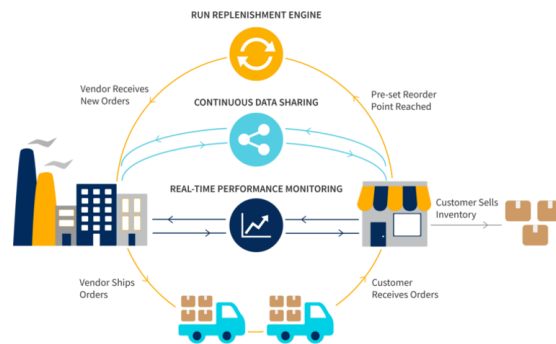 RUN REPLENISHMENT ENGINE
Vendor Receives
New Orders
Pre-set Reorder
Point Reached
CONTINUOUS DATA SHARING
REAL-TIME PERFORMANCE MONITORING
Customer Sells
Inventory
Vendor Ships
Orders
Customer
Receives Orders